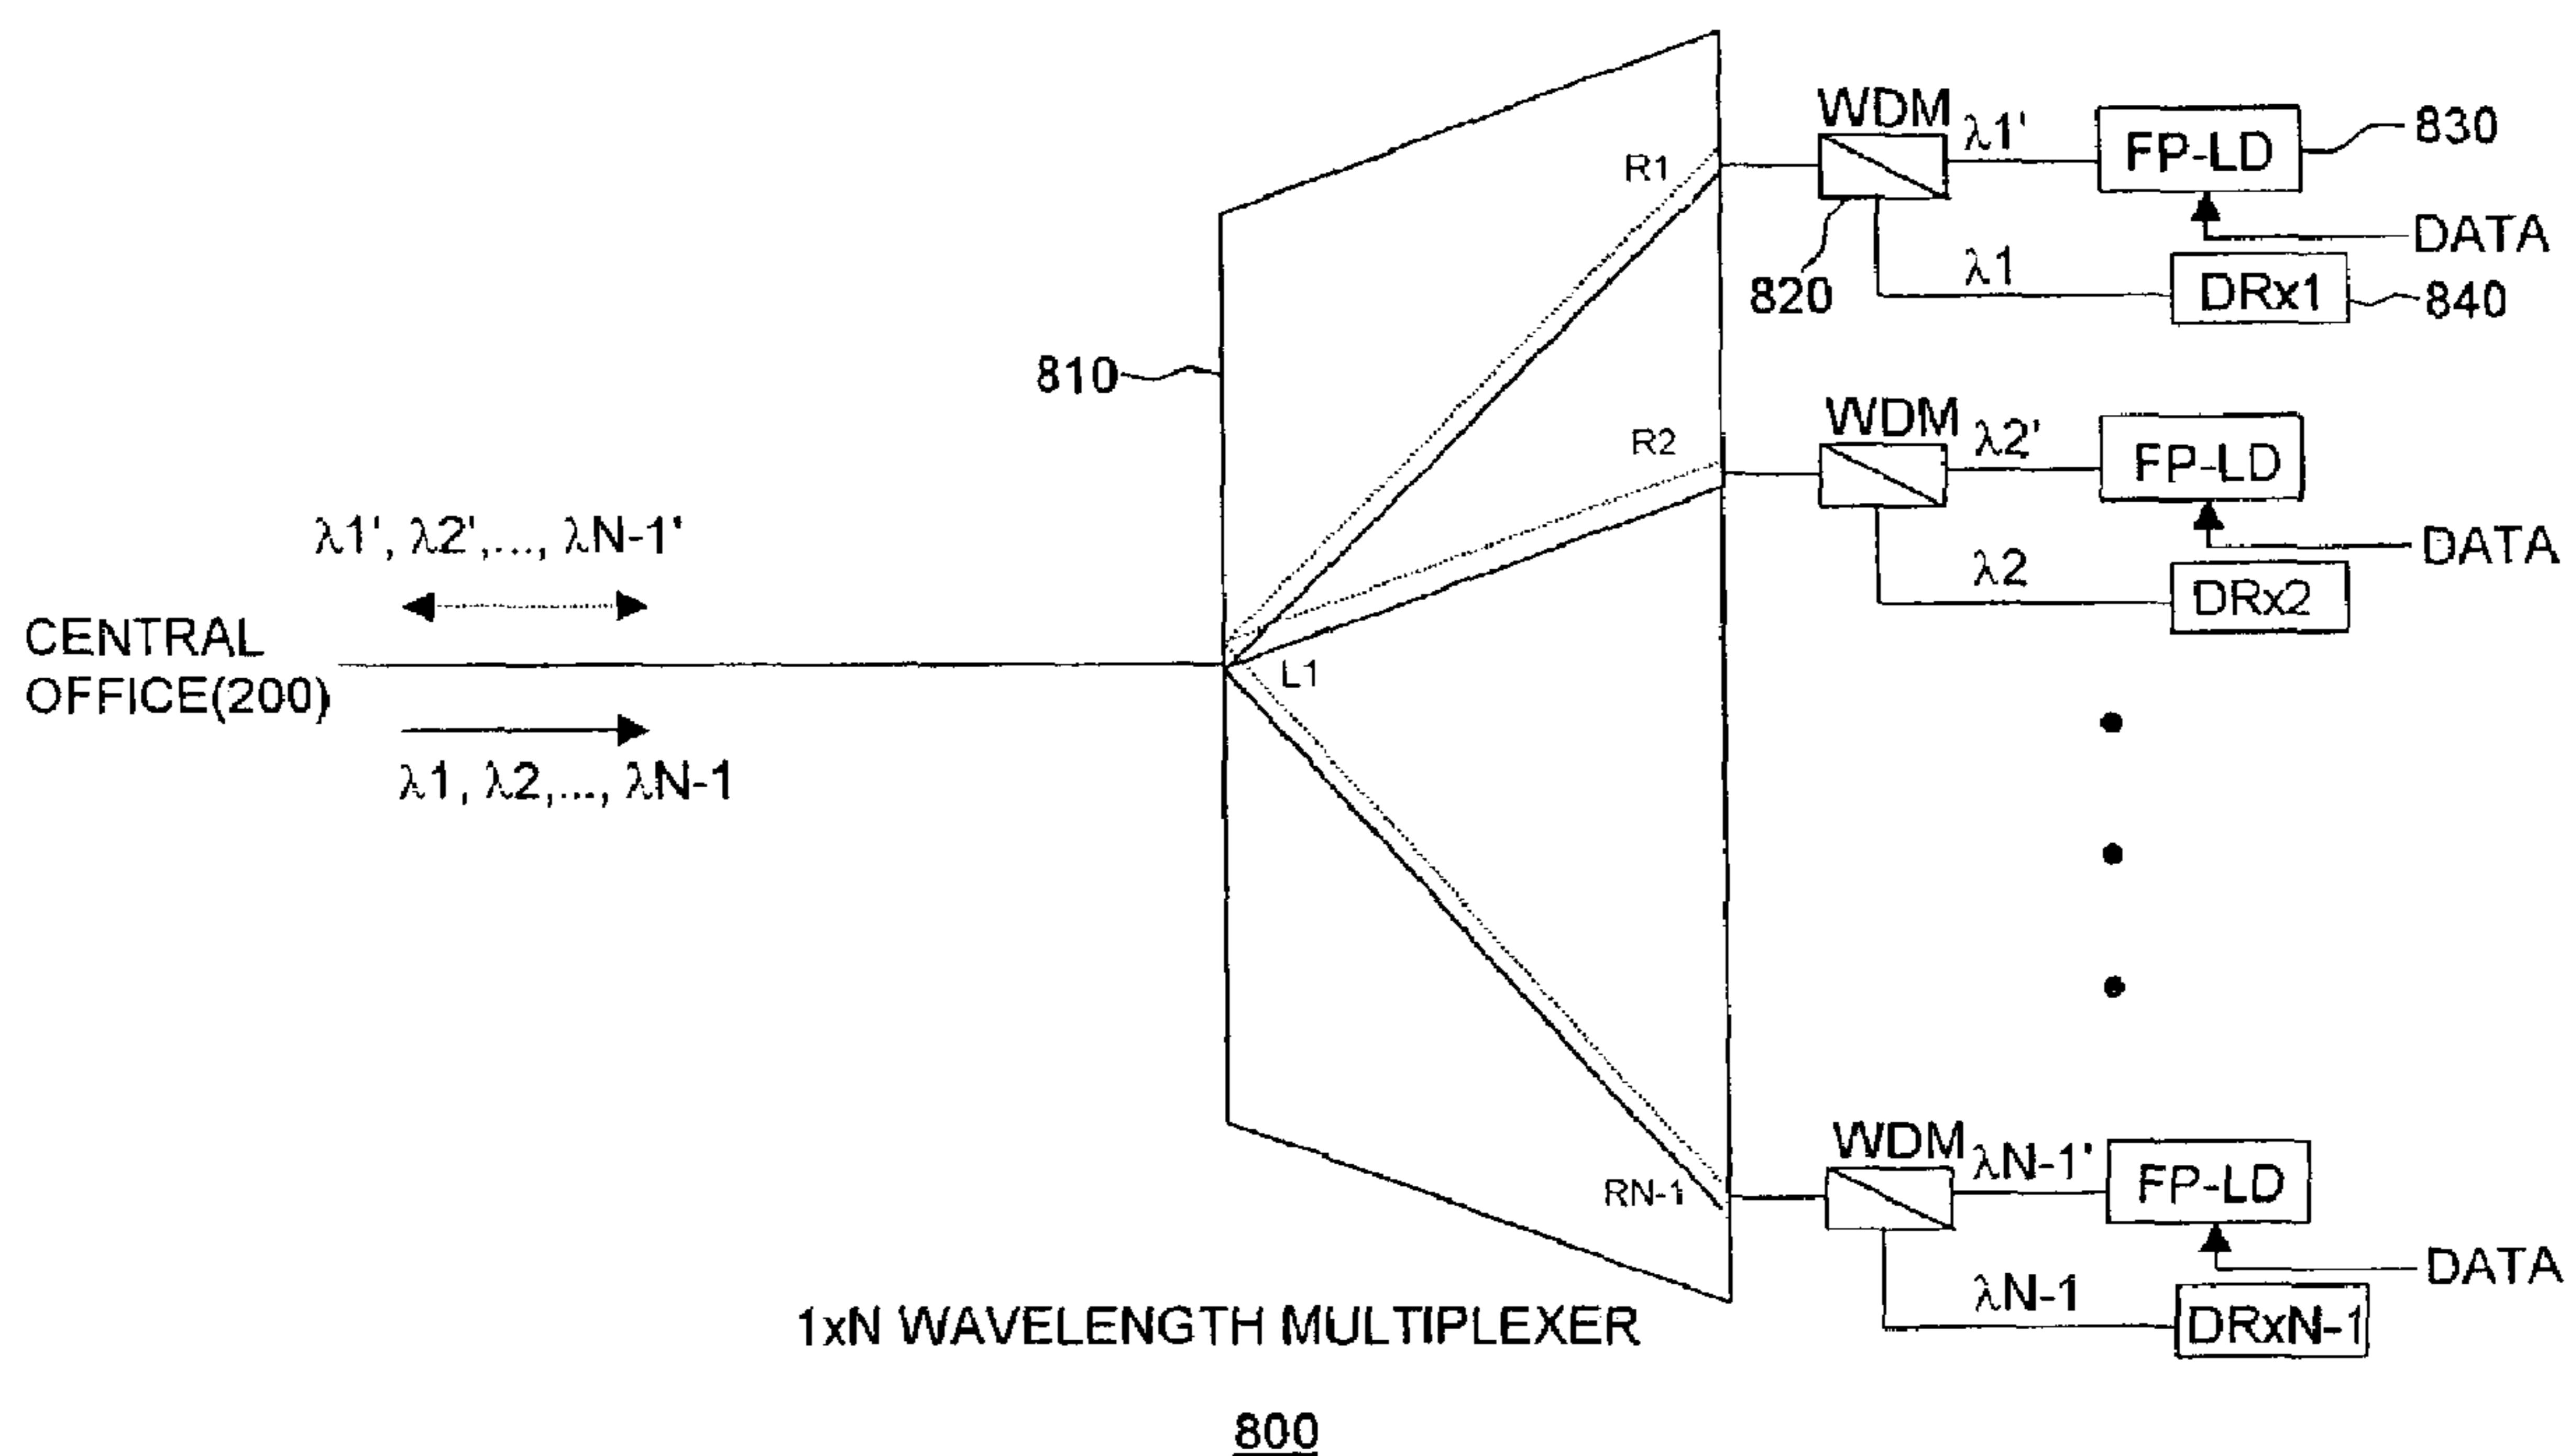 WDM
λ1'
FP-LD
830
R1
DATA
820
λ1
DRx1
840
810
WDM
λ2'
FP-LD
R2
DATA
λ2
DRx2
λ1', λ2',..., λN-1'
CENTRAL
OFFICE(200)
L1
λ1, λ2,..., λN-1
WDM
λN-1'
FP-LD
RN-1
DATA
λN-1
DRxN-1
1xN WAVELENGTH MULTIPLEXER
800